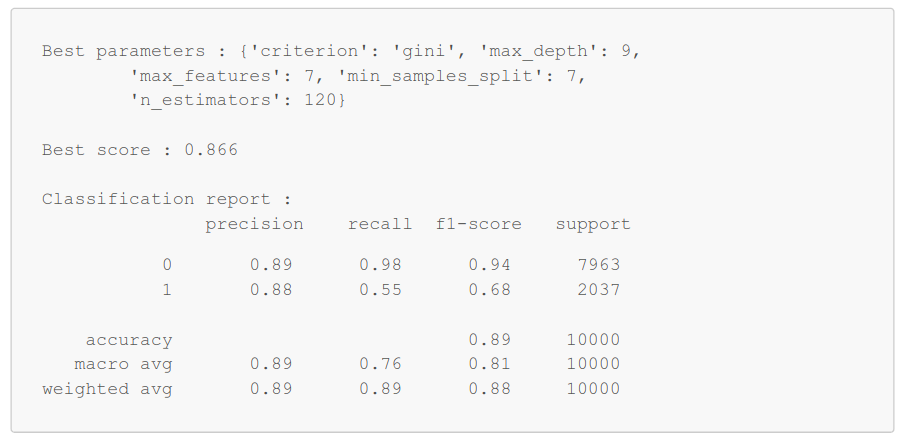 Best parameters : {'criterion': 'gini', 'max_depth': 9,
'max_features': 7, 'min_samples_split': 7,
'n_estimators': 120}
Best score : 0.866
Classification report :
precision recall f1-score support
0 0.89 0.98 0.94 7963
1 0.88 0.55 0.68 2037
accuracy 0.89 10000
macro avg 0.89 0.76 0.81 10000
weighted avg 0.89 0.89 0.88 10000